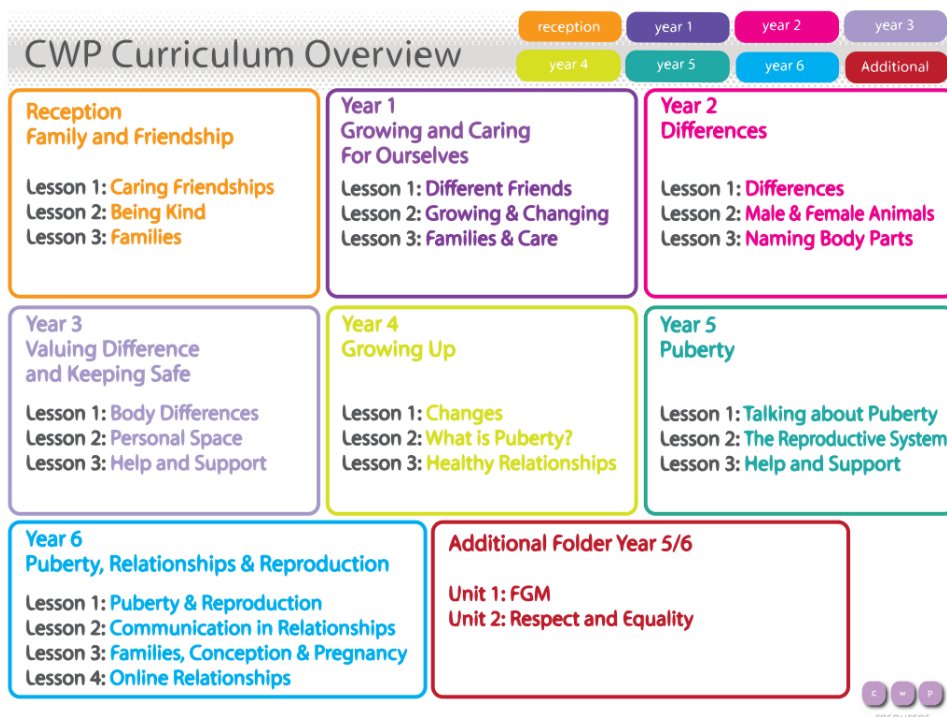 CWP Curriculum Overview
reception
year 1
year 2
year 3
year 4
year 5
year 6
Additional
Reception
Family and Friendship
Lesson 1: Caring Friendships
Lesson 2: Being Kind
Lesson 3: Families
Year 1
Growing and Caring
For Ourselves
Lesson 1: Different Friends
Lesson 2: Growing & Changing
Lesson 3: Families & Care
Year 2
Differences
Lesson 1: Differences
Lesson 2: Male & Female Animals
Lesson 3: Naming Body Parts
Year 3
Valuing Difference
and Keeping Safe
Lesson 1: Body Differences
Lesson 2: Personal Space
Lesson 3: Help and Support
Year 4
Growing Up
Lesson 1: Changes
Lesson 2: What is Puberty?
Lesson 3: Healthy Relationships
Year 5
Puberty
Lesson 1: Talking about Puberty
Lesson 2: The Reproductive System
Lesson 3: Help and Support
Year 6
Puberty, Relationships & Reproduction
Lesson 1: Puberty & Reproduction
Lesson 2: Communication in Relationships
Lesson 3: Families, Conception & Pregnancy
Lesson 4: Online Relationships
Additional Folder Year 5/6
Unit 1: FGM
Unit 2: Respect and Equality
c w p